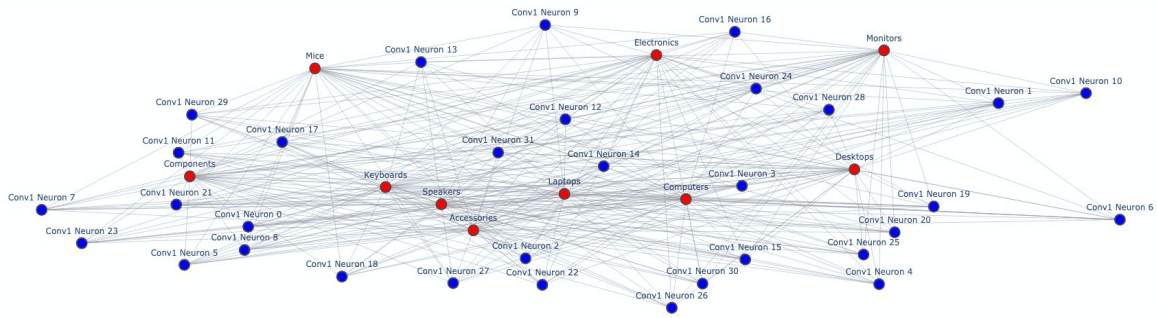 Conv1 Neuron 9
Conv1 Neuron 16
Monitors
Electronics
Conv1 Neuron 13
Mice
Conv1 Neuron 24
Conv1 Neuron 10
Conv1 Neuron 1
Conv1 Neuron 28
Conv1 Neuron 29
Conv1 Neuron 12
Conv1 Neuron 17
Conv1 Neuron 31
Conv1 Neuron 11
Conv1 Neuron 14
Desktops
Components
Keyboards
Conv1 Neuron 3
Laptops
Computers
Speakers
Conv1 Neuron 21
Conv1 Neuron 7
Conv1 Neuron 19
Conv1 Neuron 6
Conv1 Neuron 0
Accessories
Conv1 Neuron 20
Conv1 Neuron 23
Conv1 Neuron 8
Conv1 Neuron 25
Conv1 Neuron 2
Conv1 Neuron 15
Conv1 Neuron 5
Conv1 Neuron 18
Conv1 Neuron 27
Conv1 Neuron 22
Conv1 Neuron 30
Conv1 Neuron 4
Conv1 Neuron 26